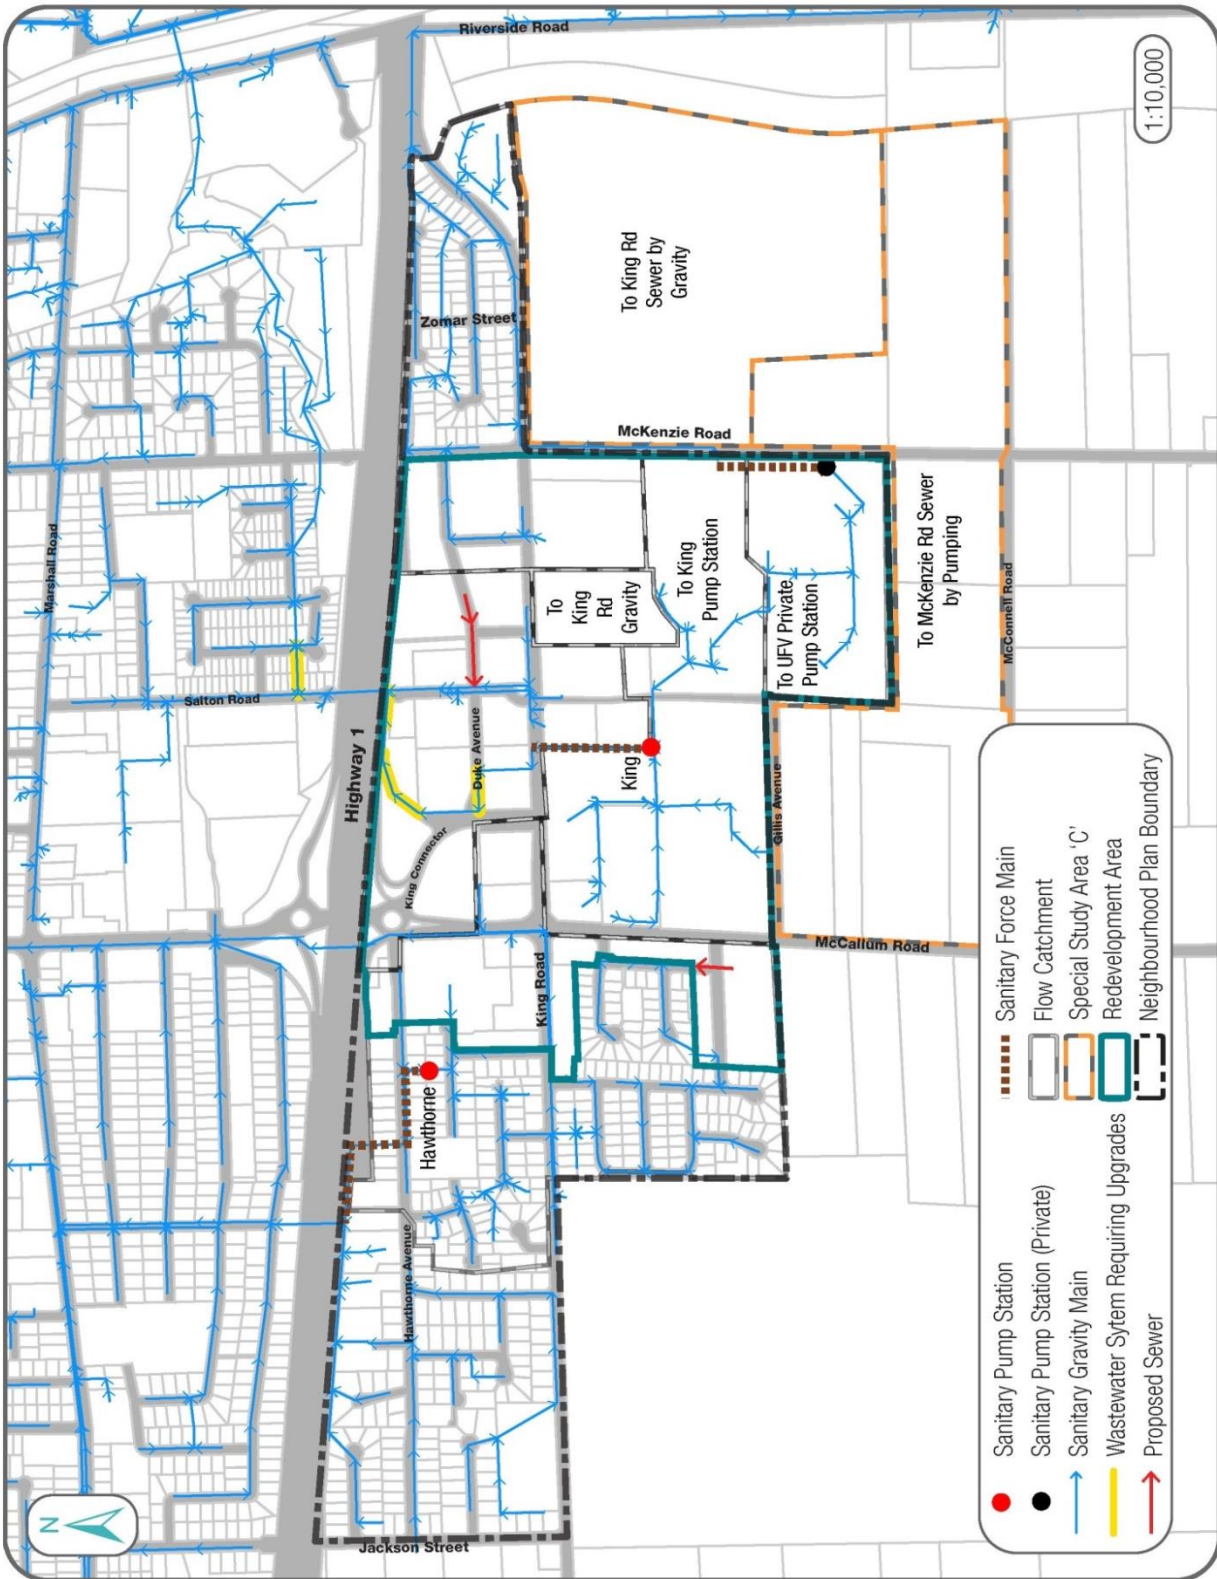 Riverside Road
1:10,000
Zomar Street
To King Rd
Sewer by
Gravity
McKenzie Road
Marshall Road
To
King
Rd
Gravity
To King
Pump Station
To UFV Private
Pump Station
To McKenzie Rd Sewer
by Pumping
McConnell Road
Salton Road
Highway 1
Duke Avenue
King
Gillis Avenue
King Connector
McCallum Road
King Road
Hawthorne
Hawthorne Avenue
Jackson Street
N
Sanitary Pump Station
Sanitary Pump Station (Private)
Sanitary Gravity Main
Wastewater Sytem Requiring Upgrades
Proposed Sewer
Sanitary Force Main
Flow Catchment
Special Study Area 'C'
Redevelopment Area
Neighbourhood Plan Boundary